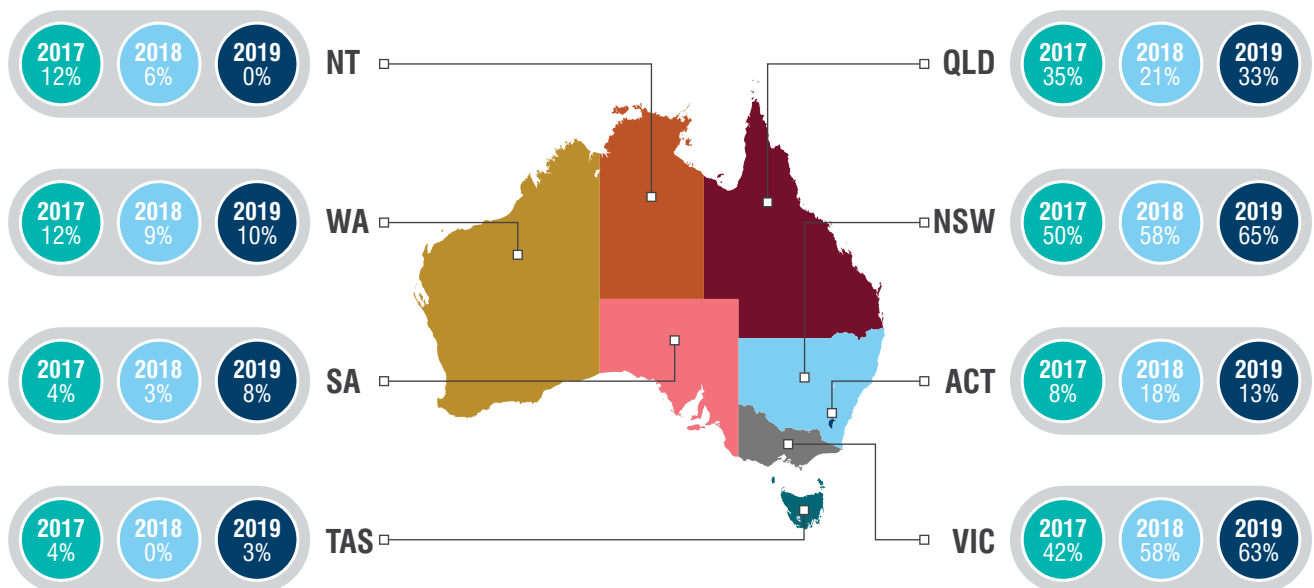 2017 2018 2019 NT
12% 6% 0%
QLD 2017 2018 2019
35% 21% 33%
2017 2018 2019 WA
12% 9% 10%
NSW 2017 2018 2019
50% 58% 65%
2017 2018 2019 SA
4% 3% 8%
ACT 2017 2018 2019
8% 18% 13%
2017 2018 2019 TAS
4% 0% 3%
VIC 2017 2018 2019
42% 58% 63%